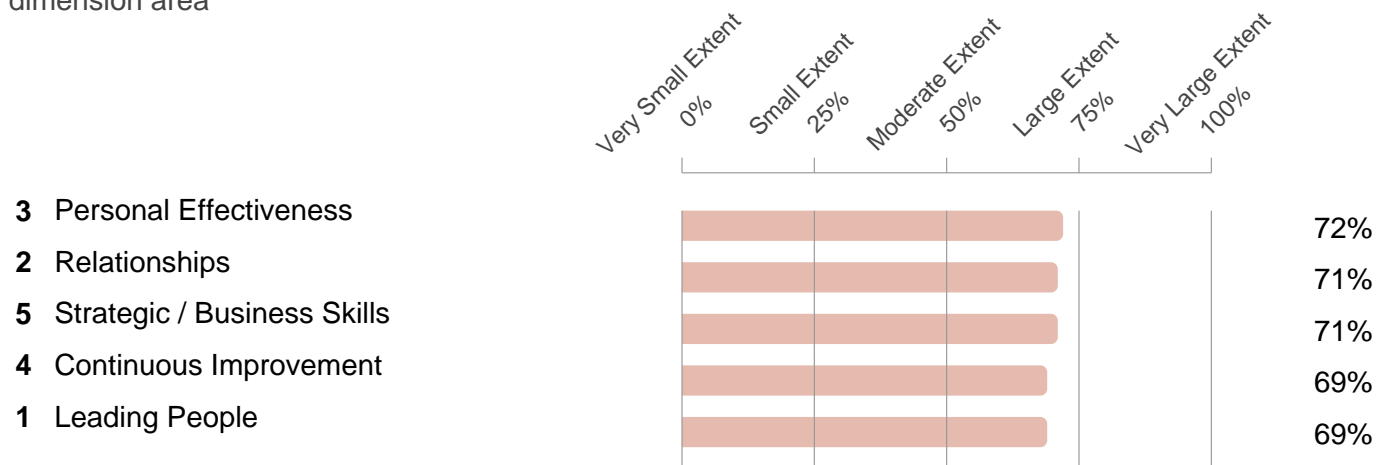 dimension area
Very Small Extent
0%
Small Extent
25%
Moderate Extent
50%
Large Extent
75%
Very Large Extent
100%
3 Personal Effectiveness 72%
2 Relationships 71%
5 Strategic / Business Skills 71%
4 Continuous Improvement 69%
1 Leading People 69%